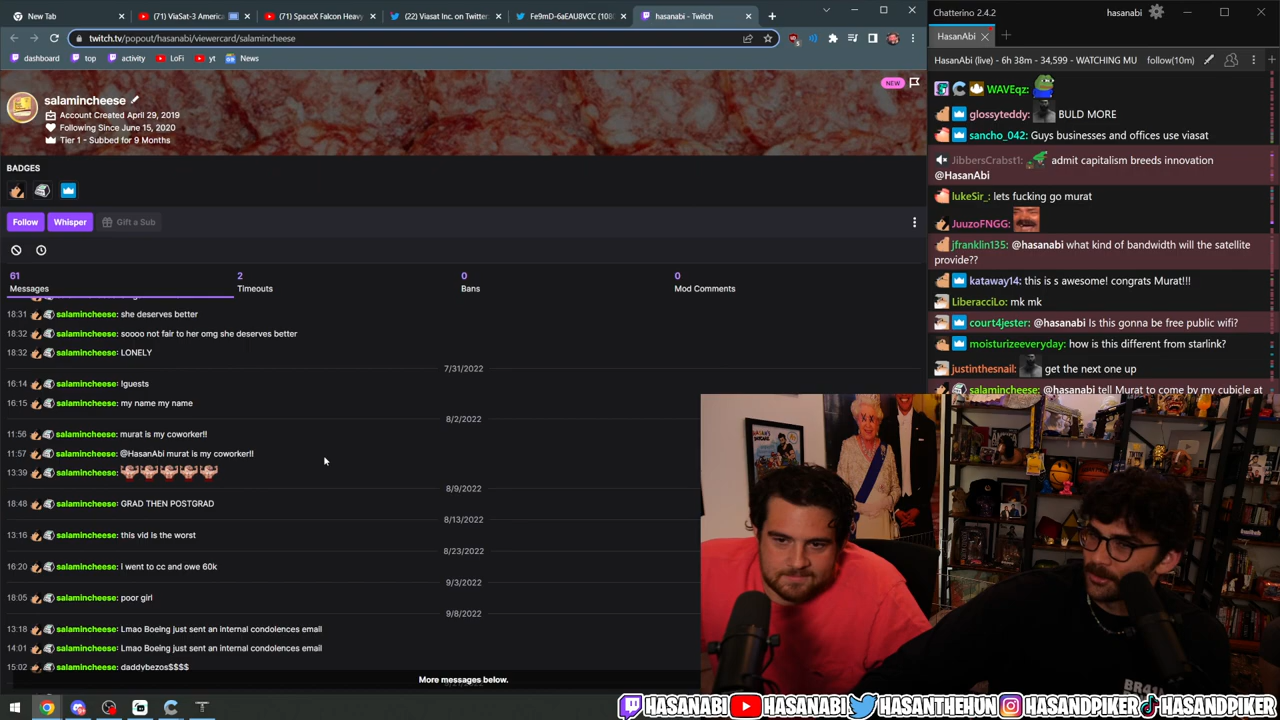 New Tab
(71) ViaSat-3 America
(71) SpaceX Falcon Heavy
(22) Viasat Inc. on Twitter:
Fe9mD-6aEAU8VCC (1080
hasanabi - Twitch
twitch.tv/popout/hasanabi/viewercard/salamincheese
dashboard
top
activity
LoFi
yt
News
salamincheese
Account Created April 29, 2019
Following Since June 15, 2020
Tier 1 - Subbed for 9 Months
NEW
BADGES
Follow
Whisper
Gift a Sub
61
Messages
2
Timeouts
0
Bans
0
Mod Comments
18:31 salamincheese: she deserves better
18:32 salamincheese: soooo not fair to her omg she deserves better
18:32 salamincheese: LONELY
7/31/2022
16:14 salamincheese: !guests
16:15 salamincheese: my name my name
8/2/2022
11:56 salamincheese: murat is my coworker!!
11:57 salamincheese: @HasanAbi murat is my coworker!!
13:39 salamincheese:
8/9/2022
18:48 salamincheese: GRAD THEN POSTGRAD
8/13/2022
13:16 salamincheese: this vid is the worst
8/23/2022
16:20 salamincheese: i went to cc and owe 60k
9/3/2022
18:05 salamincheese: poor girl
9/8/2022
13:18 salamincheese: Lmao Boeing just sent an internal condolences email
14:01 salamincheese: Lmao Boeing just sent an internal condolences email
15:02 salamincheese: daddybezos$$$$
More messages below.
Chatterino 2.4.2
hasanabi
HasanAbi
HasanAbi (live) - 6h 38m - 34,599 - WATCHING MU
follow(10m)
WAVEqz:
glossyteddy: BULD MORE
sancho_042: Guys businesses and offices use viasat
JibbersCrabst1: admit capitalism breeds innovation
@HasanAbi
lukeSir_: lets fucking go murat
JuuzoFNGG:
jfranklin135: @hasanabi what kind of bandwidth will the satellite
provide??
kataway14: this is s awesome! congrats Murat!!!
LiberacciLo: mk mk
court4jester: @hasanabi Is this gonna be free public wifi?
moisturizeeveryday: how is this different from starlink?
justinthesnail: get the next one up
salamincheese: @hasanabi tell Murat to come by my cubicle at
HASANABI
HASANABI
HASANTHEHUN
HASANDPIKER
HASANDPIKER